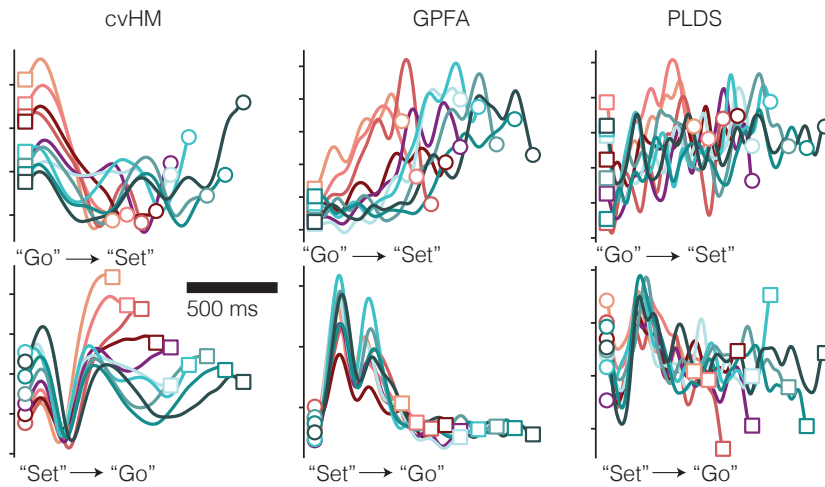 cvHM GPFA PLDS
“Go” → “Set” “Go” → “Set” “Go” → “Set”
500 ms
“Set” → “Go” “Set” → “Go” “Set” → “Go”